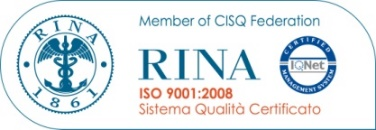 RINA
1861
Member of CISQ Federation
RINA
ISO 9001:2008
Sistema Qualità Certificato
CERTIFIED
IQNet
MANAGEMENT SYSTEM